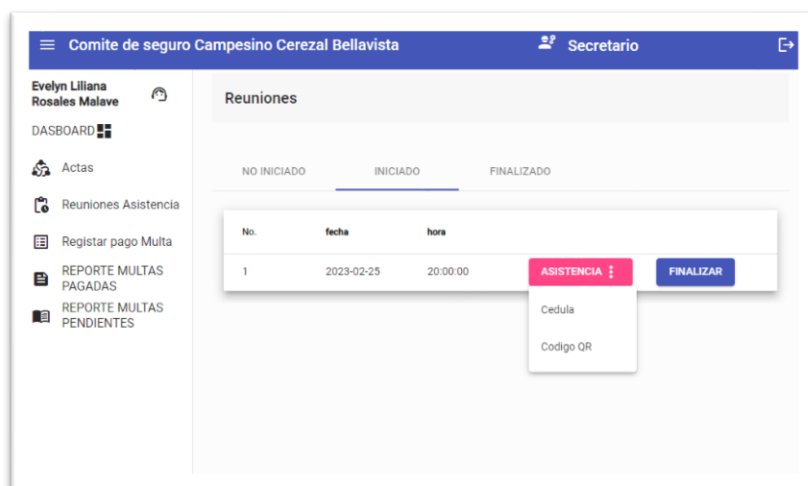 Comite de seguro Campesino Cerezal Bellavista
Secretario
Evelyn Liliana
Rosales Malave
DASBOARD
Actas
Reuniones Asistencia
Registar pago Multa
REPORTE MULTAS
PAGADAS
REPORTE MULTAS
PENDIENTES
Reuniones
NO INICIADO INICIADO FINALIZADO
No. fecha hora
1 2023-02-25 20:00:00 ASISTENCIA FINALIZAR
Cedula
Codigo QR